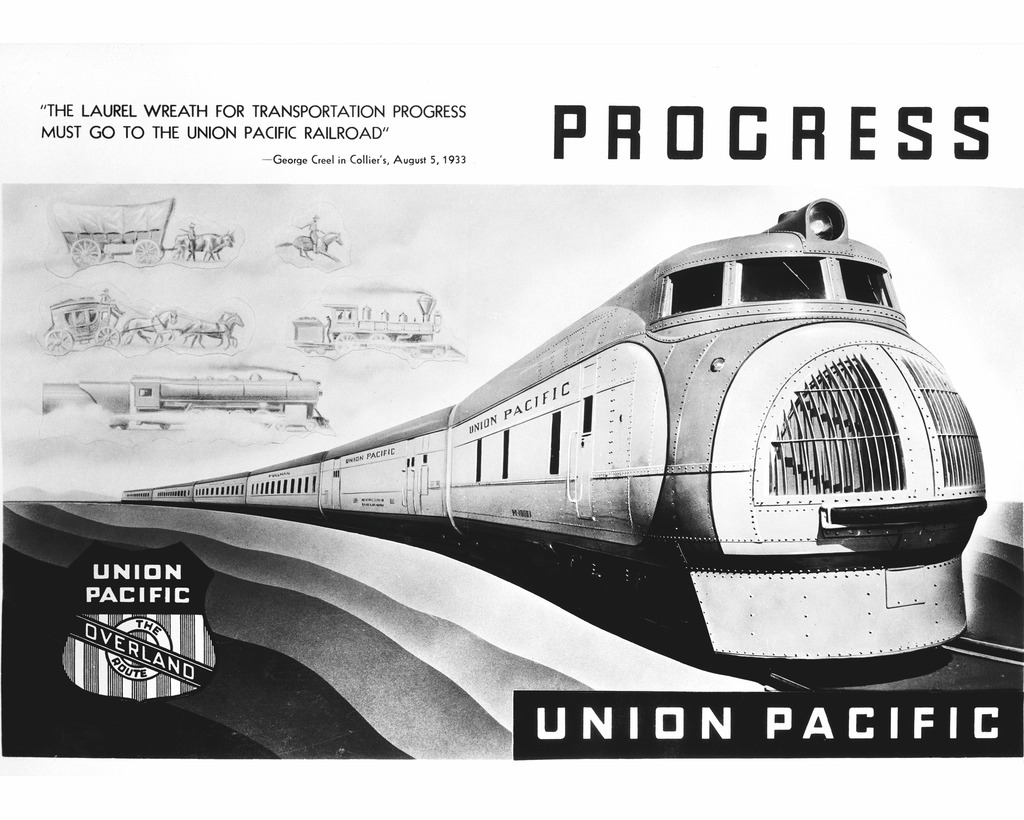 "THE LAUREL WREATH FOR TRANSPORTATION PROGRESS
MUST GO TO THE UNION PACIFIC RAILROAD"
—George Creel in Collier's, August 5, 1933
PROGRESS
UNION PACIFIC
UNION PACIFIC
PULLMAN
UNION
PACIFIC
THE
OVERLAND
ROUTE
UNION PACIFIC